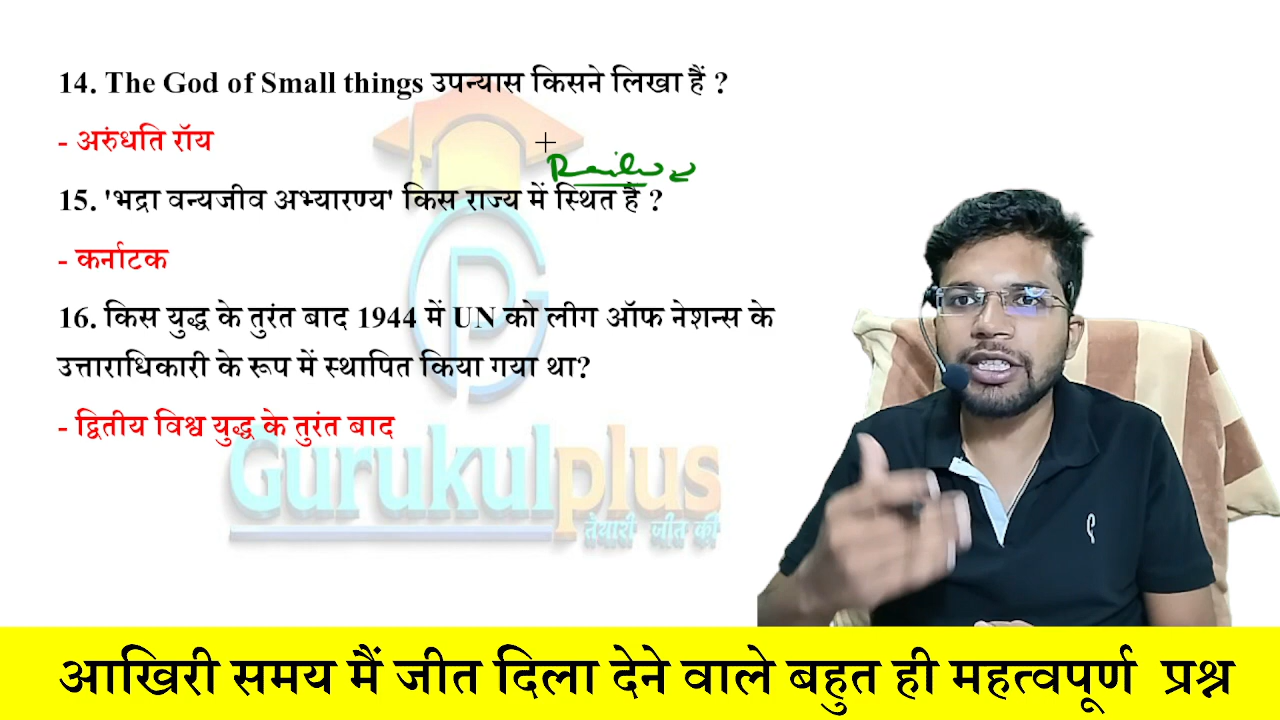 14. The God of Small things उपन्यास किसने लिखा हैं ?
- अरुंधति रॉय
15. 'भद्रा वन्यजीव अभ्यारण्य' किस राज्य में स्थित है ?
- कर्नाटक
16. किस युद्ध के तुरंत बाद 1944 में UN को लीग ऑफ नेशन्स के
उत्ताराधिकारी के रूप में स्थापित किया गया था?
- द्वितीय विश्व युद्ध के तुरंत बाद
Gurukulplus
तैयारी जीत की
आखिरी समय मैं जीत दिला देने वाले बहुत ही महत्वपूर्ण प्रश्न